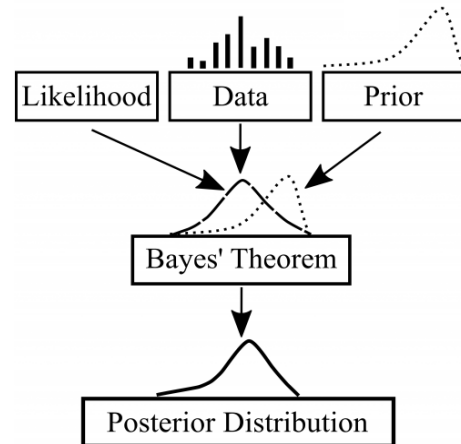 Likelihood
Data
Prior
Bayes' Theorem
Posterior Distribution